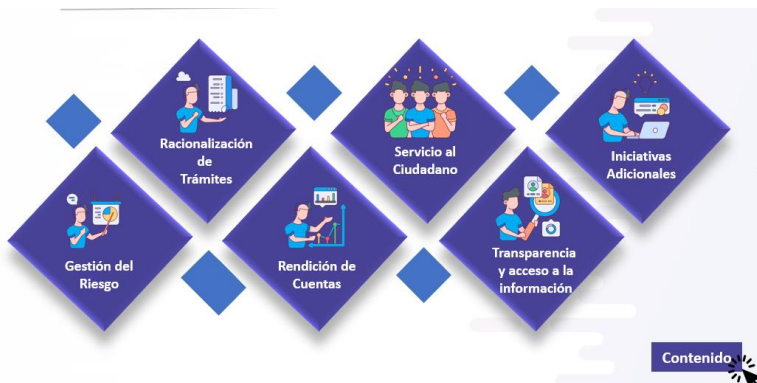 Racionalización
de
Trámites
Servicio al
Ciudadano
Iniciativas
Adicionales
Gestión del
Riesgo
Rendición de
Cuentas
Transparencia
y acceso a la
información
Contenido